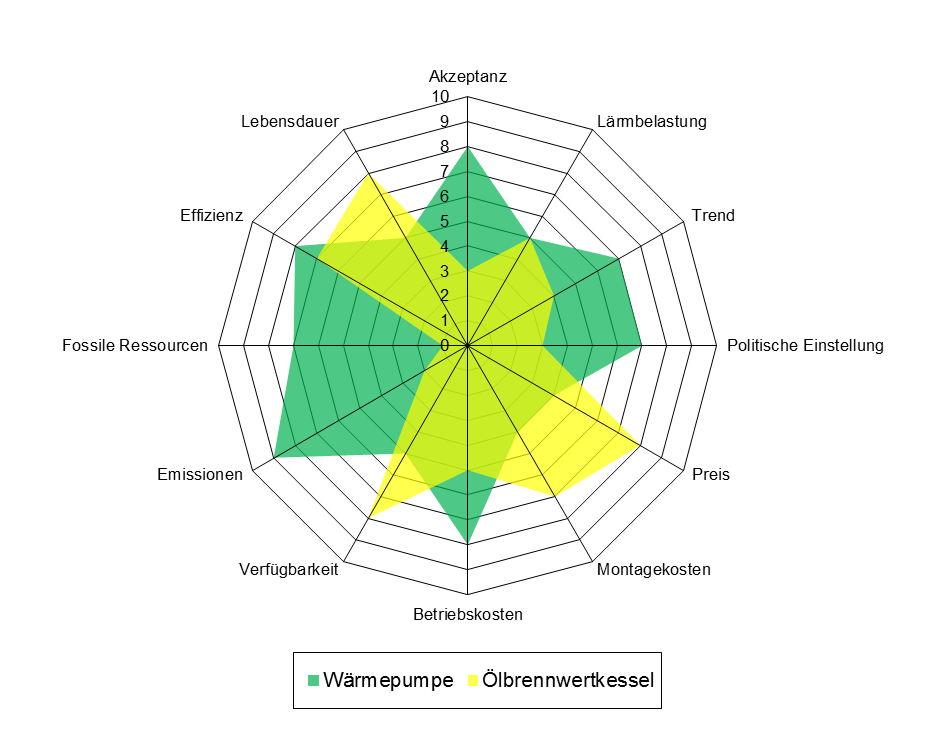 Akzeptanz
10
Lebensdauer
Lärmbelastung
9
8
7
Effizienz
6
Trend
5
4
3
2
1
Fossile Ressourcen
0
Politische Einstellung
Emissionen
Preis
Verfügbarkeit
Montagekosten
Betriebskosten
Wärmepumpe Ölbrennwertkessel